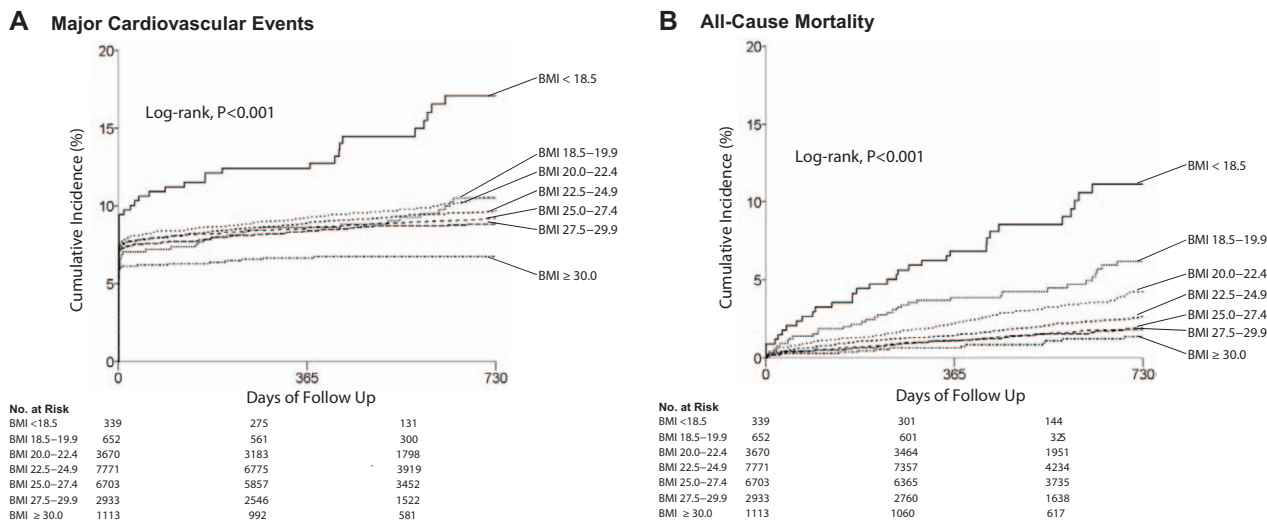 A Major Cardiovascular Events
20
15
10
5
0
Cumulative Incidence (%)
Log-rank, P<0.001
BMI < 18.5
BMI 18.5–19.9
BMI 20.0–22.4
BMI 22.5–24.9
BMI 25.0–27.4
BMI 27.5–29.9
BMI ≥ 30.0
0 365 730
Days of Follow Up
No. at Risk
BMI <18.5 339 275 131
BMI 18.5–19.9 652 561 300
BMI 20.0–22.4 3670 3183 1798
BMI 22.5–24.9 7771 6775 3919
BMI 25.0–27.4 6703 5857 3452
BMI 27.5–29.9 2933 2546 1522
BMI ≥ 30.0 1113 992 581
B All-Cause Mortality
20
15
10
5
0
Cumulative Incidence (%)
Log-rank, P<0.001
BMI < 18.5
BMI 18.5–19.9
BMI 20.0–22.4
BMI 22.5–24.9
BMI 25.0–27.4
BMI 27.5–29.9
BMI ≥ 30.0
0 365 730
Days of Follow Up
No. at Risk
BMI <18.5 339 301 144
BMI 18.5–19.9 652 601 325
BMI 20.0–22.4 3670 3464 1951
BMI 22.5–24.9 7771 7357 4234
BMI 25.0–27.4 6703 6365 3735
BMI 27.5–29.9 2933 2760 1638
BMI ≥ 30.0 1113 1060 617